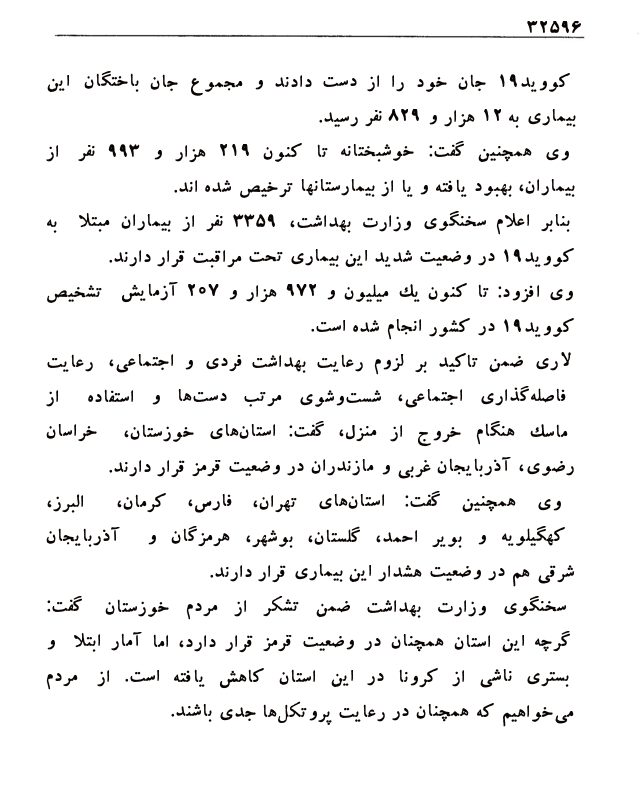 ۳۲۵۹۶
کووید۱۹ جان خود را از دست دادند و مجموع جان باختگان این
بیماری به ۱۲ هزار و ۸۲۹ نفر رسید.
وی همچنین گفت: خوشبختانه تا کنون ۲۱۹ هزار و ۹۹۳ نفر از
بیماران، بهبود یافته و یا از بیمارستانها ترخیص شده اند.
بنابر اعلام سخنگوی وزارت بهداشت، ۳۳۵۹ نفر از بیماران مبتلا به
کووید۱۹ در وضعیت شدید این بیماری تحت مراقبت قرار دارند.
وی افزود: تا کنون یك میلیون و ۹۷۲ هزار و ۲۵۷ آزمایش تشخیص
کووید۱۹ در کشور انجام شده است.
لاری ضمن تاکید بر لزوم رعایت بهداشت فردی و اجتماعی، رعایت
فاصله‌گذاری اجتماعی، شست‌وشوی مرتب دست‌ها و استفاده از
ماسك هنگام خروج از منزل، گفت: استان‌های خوزستان، خراسان
رضوی، آذربایجان غربی و مازندران در وضعیت قرمز قرار دارند.
وی همچنین گفت: استان‌های تهران، فارس، کرمان، البرز،
کهگیلویه و بویر احمد، گلستان، بوشهر، هرمزگان و آذربایجان
شرقی هم در وضعیت هشدار این بیماری قرار دارند.
سخنگوی وزارت بهداشت ضمن تشکر از مردم خوزستان گفت:
گرچه این استان همچنان در وضعیت قرمز قرار دارد، اما آمار ابتلا و
بستری ناشی از کرونا در این استان کاهش یافته است. از مردم
می‌خواهیم که همچنان در رعایت پروتکل‌ها جدی باشند.